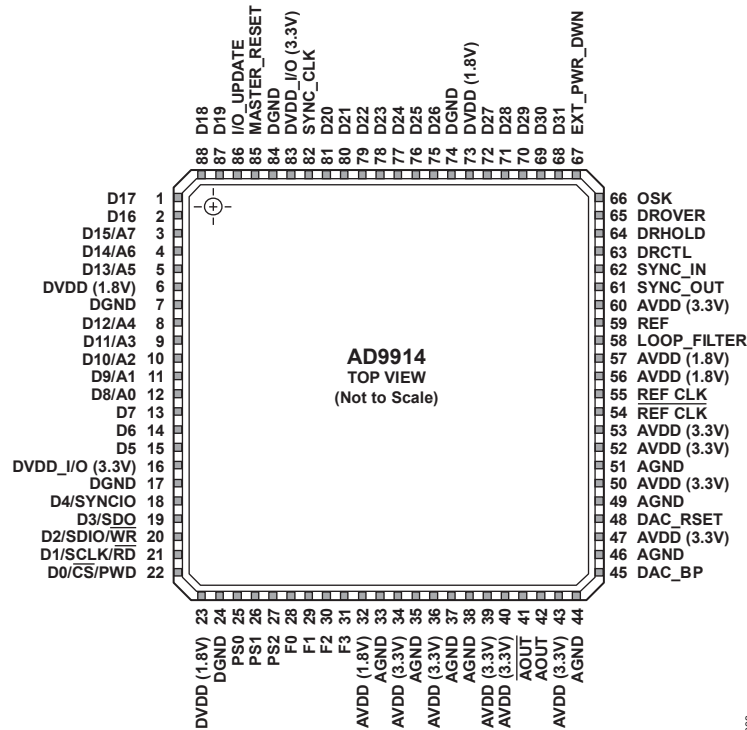 88 D18
87 D19
86 I/O_UPDATE
85 MASTER_RESET
84 DGND
83 DVDD_I/O (3.3V)
82 SYNC_CLK
81 D20
80 D21
79 D22
78 D23
77 D24
76 D25
75 D26
74 DGND
73 DVDD (1.8V)
72 D27
71 D28
70 D29
69 D30
68 D31
67 EXT_PWR_DWN
D17 1
D16 2
D15/A7 3
D14/A6 4
D13/A5 5
DVDD (1.8V) 6
DGND 7
D12/A4 8
D11/A3 9
D10/A2 10
D9/A1 11
D8/A0 12
D7 13
D6 14
D5 15
DVDD_I/O (3.3V) 16
DGND 17
D4/SYNCIO 18
D3/SDO 19
D2/SDIO/WR 20
D1/SCLK/RD 21
D0/CS/PWD 22
AD9914
TOP VIEW
(Not to Scale)
66 OSK
65 DROVER
64 DRHOLD
63 DRCTL
62 SYNC_IN
61 SYNC_OUT
60 AVDD (3.3V)
59 REF
58 LOOP_FILTER
57 AVDD (1.8V)
56 AVDD (1.8V)
55 REF CLK
54 REF CLK
53 AVDD (3.3V)
52 AVDD (3.3V)
51 AGND
50 AVDD (3.3V)
49 AGND
48 DAC_RSET
47 AVDD (3.3V)
46 AGND
45 DAC_BP
23 DVDD (1.8V)
24 DGND
25 PS0
26 PS1
27 PS2
28 F0
29 F1
30 F2
31 F3
32 AVDD (1.8V)
33 AGND
34 AVDD (3.3V)
35 AGND
36 AVDD (3.3V)
37 AGND
38 AGND
39 AVDD (3.3V)
40 AVDD (3.3V)
41 AOUT
42 AOUT
43 AVDD (3.3V)
44 AGND